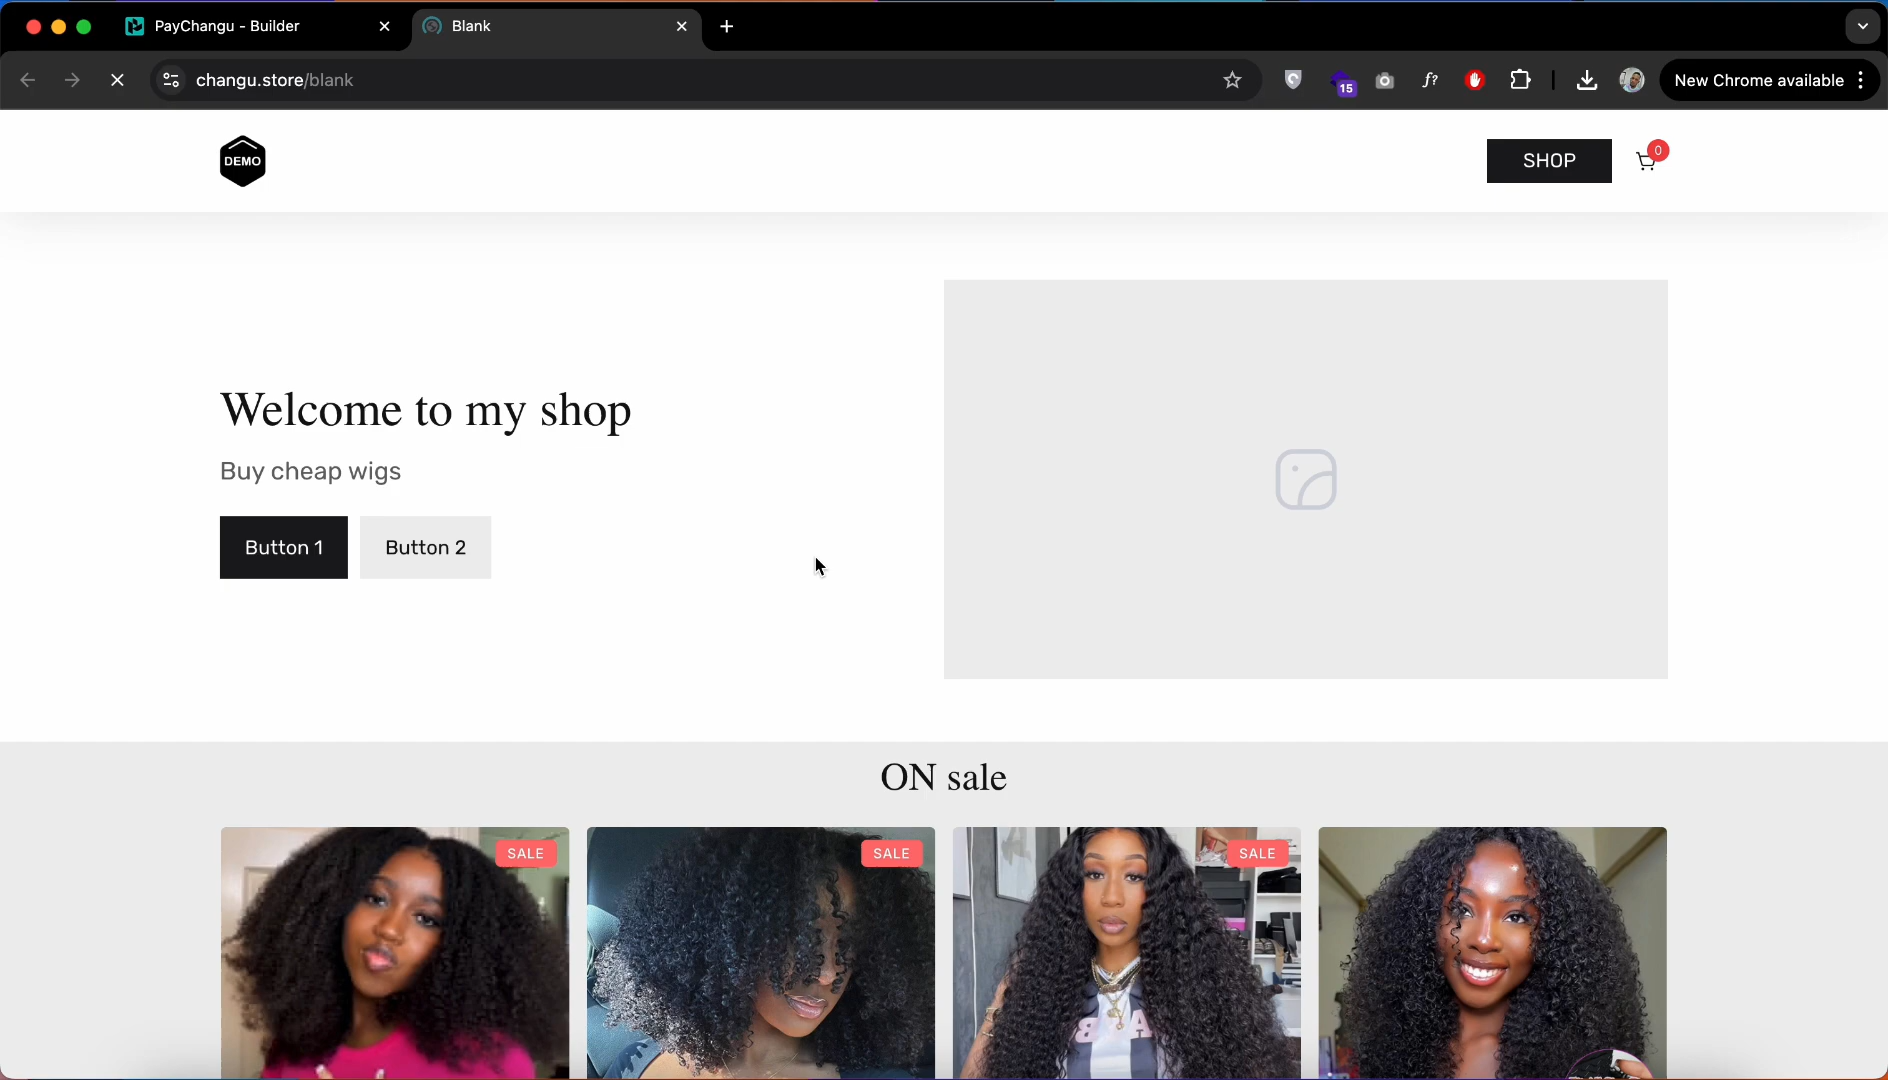 PayChangu - Builder
Blank
changu.store/blank
15
f?
New Chrome available
DEMO
SHOP
0
Welcome to my shop
Buy cheap wigs
Button 1
Button 2
ON sale
SALE
SALE
SALE